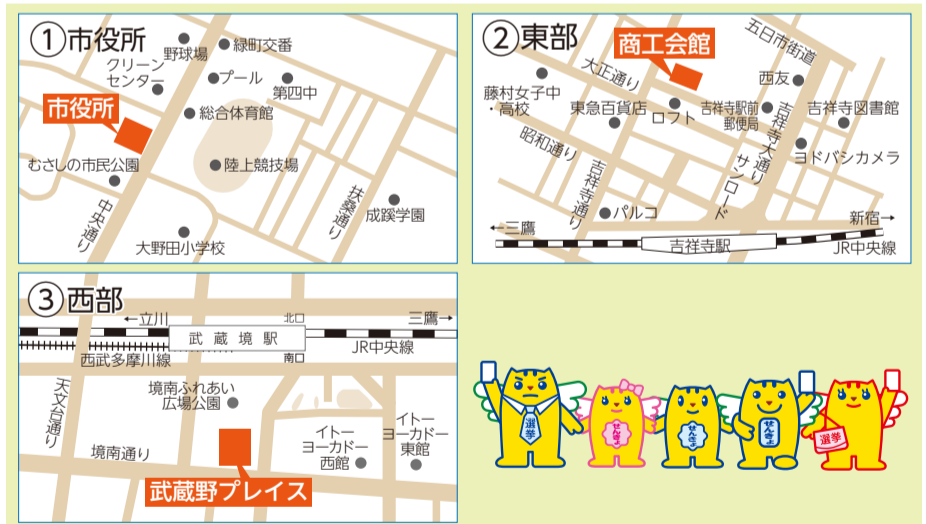 ①市役所
野球場
緑町交番
クリーン
センター
プール
第四中
市役所
総合体育館
むさしの市民公園
陸上競技場
中央通り
扶桑通り
成蹊学園
大野田小学校
②東部
商工会館
五日市街道
大正通り
西友
藤村女子中
・高校
東急百貨店
ロフト
吉祥寺駅前
郵便局
吉祥寺図書館
昭和通り
吉祥寺大通り
サンロード
ヨドバシカメラ
吉祥寺通り
パルコ
新宿→
←三鷹
吉祥寺駅
JR中央線
③西部
←立川
北口
三鷹→
武蔵境駅
JR中央線
西武多摩川線
南口
天文台通り
境南ふれあい
広場公園
イトー
ヨーカドー
西館
イトー
ヨーカドー
東館
境南通り
武蔵野プレイス
選挙
せんきょ
せんきょ
せんきょ
選挙